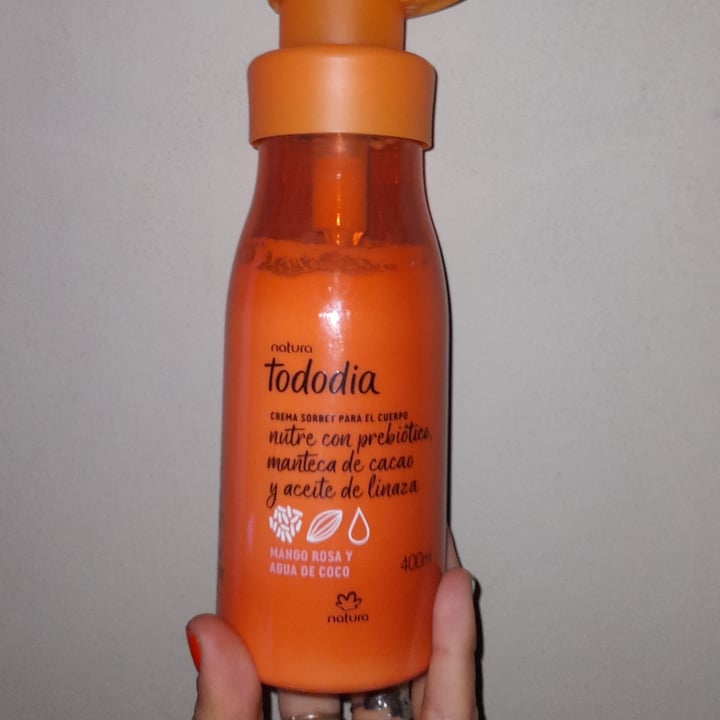 natura
tododia
CREMA SORBET PARA EL CUERPO
nutre con prebiótico,
manteca de cacao
y aceite de linaza
MANGO ROSA Y
AGUA DE COCO
400ml
natura